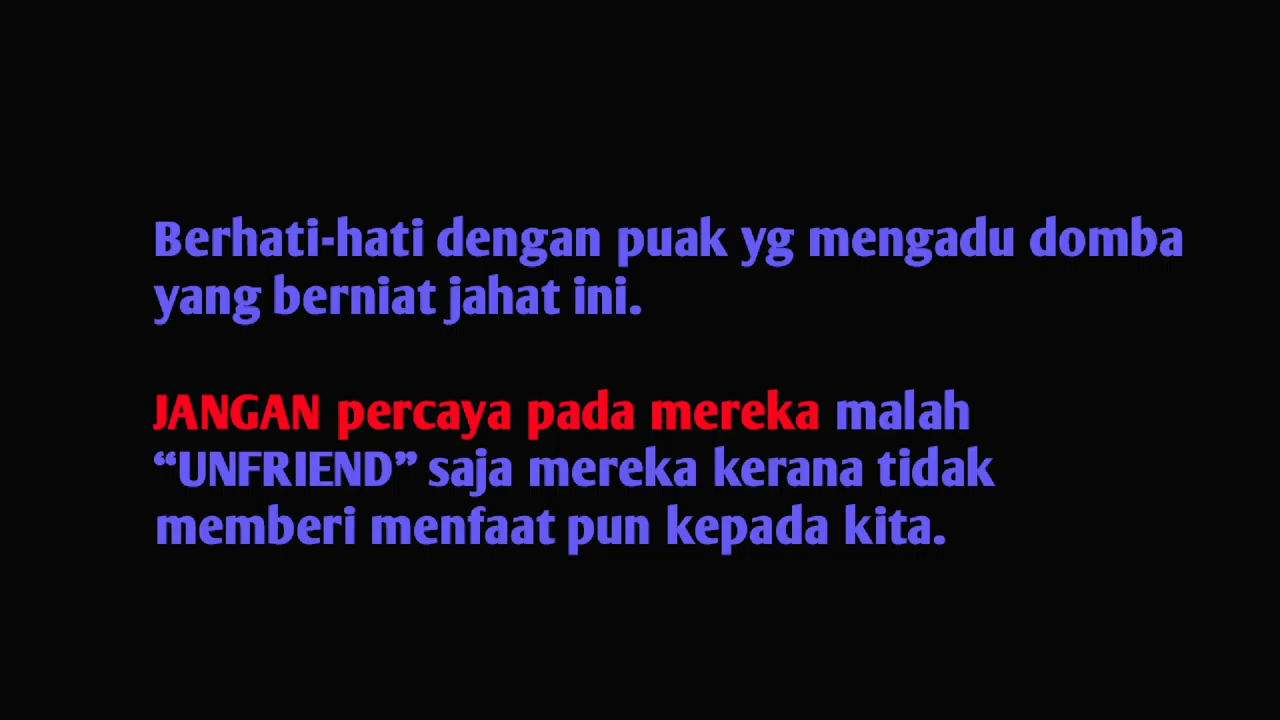 Berhati-hati dengan puak yg mengadu domba
yang berniat jahat ini.
JANGAN percaya pada mereka malah
“UNFRIEND” saja mereka kerana tidak
memberi menfaat pun kepada kita.